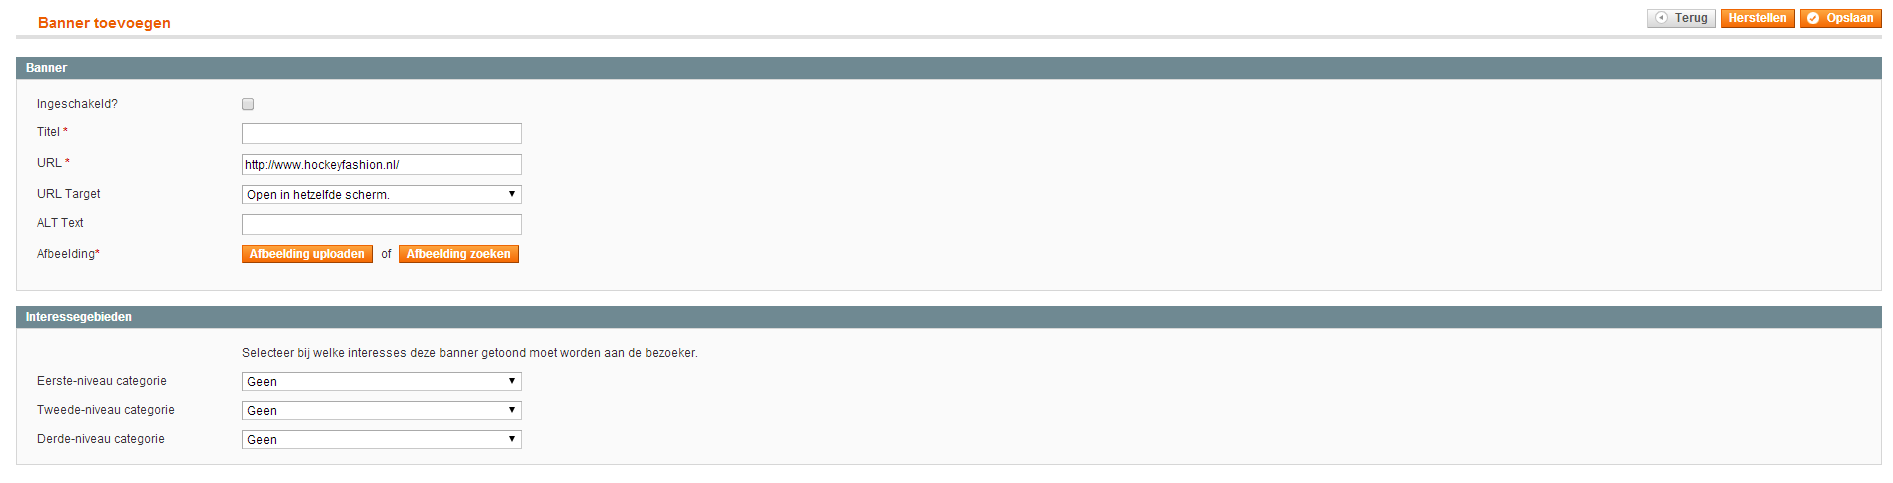 Banner toevoegen
Terug Herstellen Opslaan
Banner
Ingeschakeld?
Titel *
URL * http://www.hockeyfashion.nl/
URL Target Open in hetzelfde scherm.
ALT Text
Afbeelding* Afbeelding uploaden of Afbeelding zoeken
Interessegebieden
Selecteer bij welke interesses deze banner getoond moet worden aan de bezoeker.
Eerste-niveau categorie Geen
Tweede-niveau categorie Geen
Derde-niveau categorie Geen